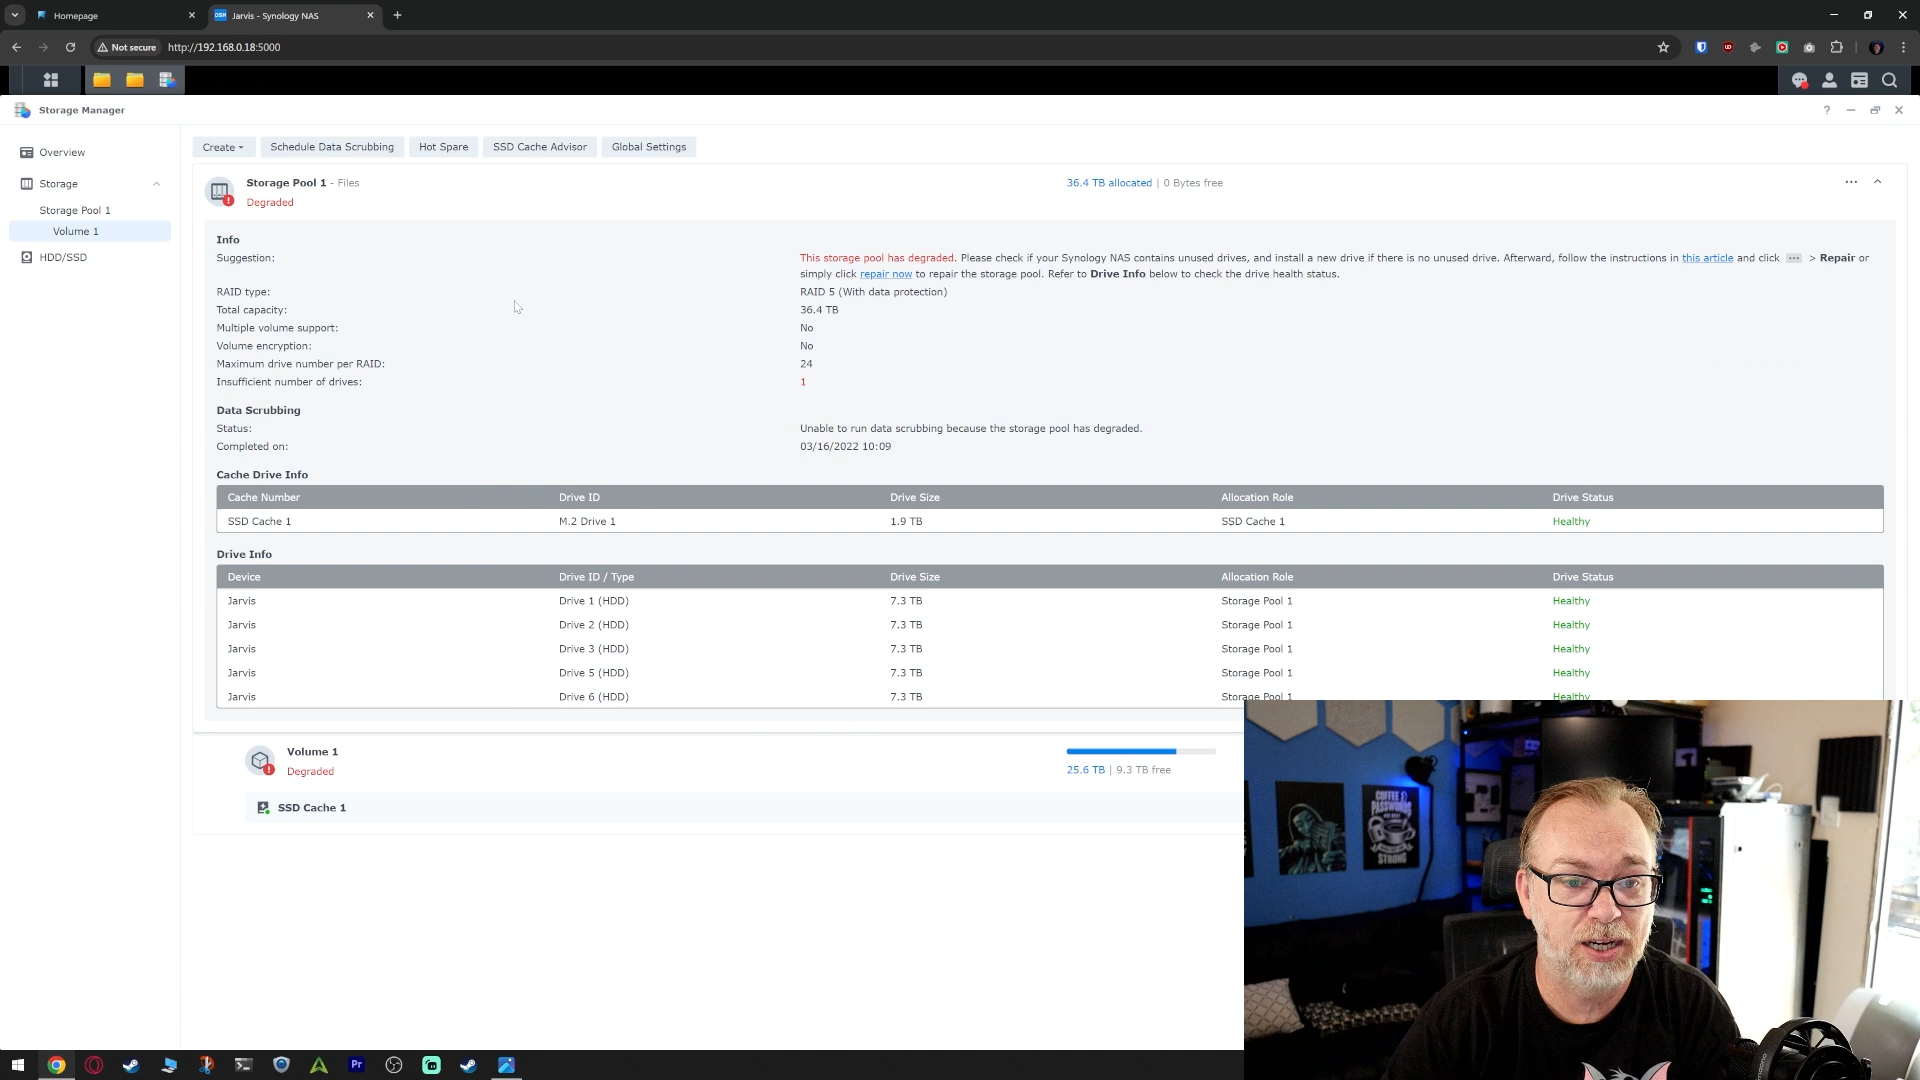 Homepage
Jarvis - Synology NAS
Not secure
http://192.168.0.18:5000
Storage Manager
Overview
Storage
Storage Pool 1
Volume 1
HDD/SSD
Create
Schedule Data Scrubbing
Hot Spare
SSD Cache Advisor
Global Settings
Storage Pool 1 - Files
36.4 TB allocated | 0 Bytes free
Degraded
Info
Suggestion: This storage pool has degraded. Please check if your Synology NAS contains unused drives, and install a new drive if there is no unused drive. Afterward, follow the instructions in this article and click ··· > Repair or
simply click repair now to repair the storage pool. Refer to Drive Info below to check the drive health status.
RAID type: RAID 5 (With data protection)
Total capacity: 36.4 TB
Multiple volume support: No
Volume encryption: No
Maximum drive number per RAID: 24
Insufficient number of drives: 1
Data Scrubbing
Status: Unable to run data scrubbing because the storage pool has degraded.
Completed on: 03/16/2022 10:09
Cache Drive Info
Cache Number Drive ID Drive Size Allocation Role Drive Status
SSD Cache 1 M.2 Drive 1 1.9 TB SSD Cache 1 Healthy
Drive Info
Device Drive ID / Type Drive Size Allocation Role Drive Status
Jarvis Drive 1 (HDD) 7.3 TB Storage Pool 1 Healthy
Jarvis Drive 2 (HDD) 7.3 TB Storage Pool 1 Healthy
Jarvis Drive 3 (HDD) 7.3 TB Storage Pool 1 Healthy
Jarvis Drive 5 (HDD) 7.3 TB Storage Pool 1 Healthy
Jarvis Drive 6 (HDD) 7.3 TB Storage Pool 1 Healthy
Volume 1
Degraded
25.6 TB | 9.3 TB free
SSD Cache 1
COFFEE &
PASSWORDS
STRONG
Pr